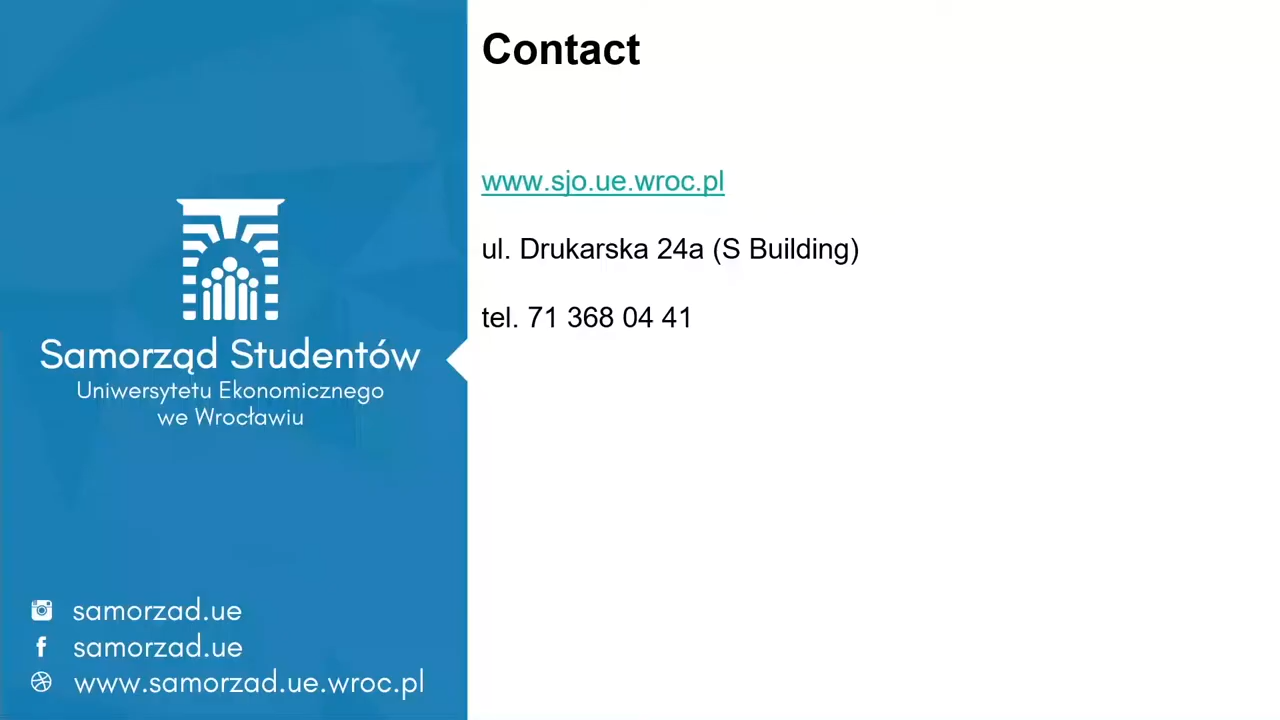 Contact
www.sjo.ue.wroc.pl
ul. Drukarska 24a (S Building)
tel. 71 368 04 41
Samorząd Studentów
Uniwersytetu Ekonomicznego
we Wrocławiu
samorzad.ue
samorzad.ue
www.samorzad.ue.wroc.pl